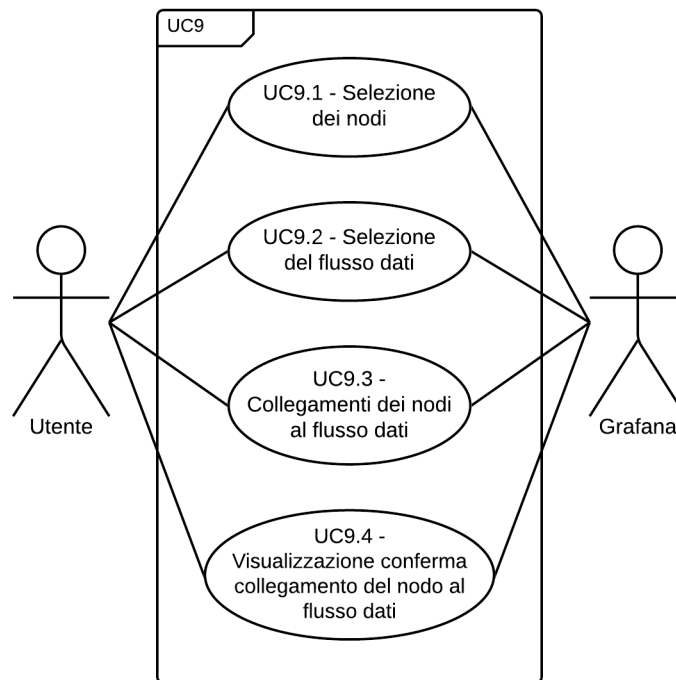 UC9
UC9.1 - Selezione
dei nodi
UC9.2 - Selezione
del flusso dati
UC9.3 -
Collegamenti dei nodi
al flusso dati
Utente
Grafana
UC9.4 -
Visualizzazione conferma
collegamento del nodo al
flusso dati